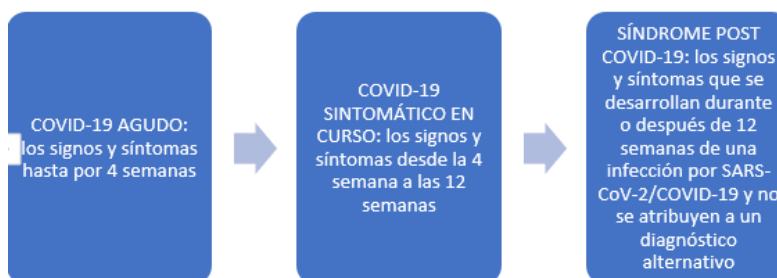 COVID-19 AGUDO:
los signos y síntomas
hasta por 4 semanas
COVID-19
SINTOMÁTICO EN
CURSO: los signos y
síntomas desde la 4
semana a las 12
semanas
SÍNDROME POST
COVID-19: los signos
y síntomas que se
desarrollan durante
o después de 12
semanas de una
infección por SARS-
CoV-2/COVID-19 y no
se atribuyen a un
diagnóstico
alternativo